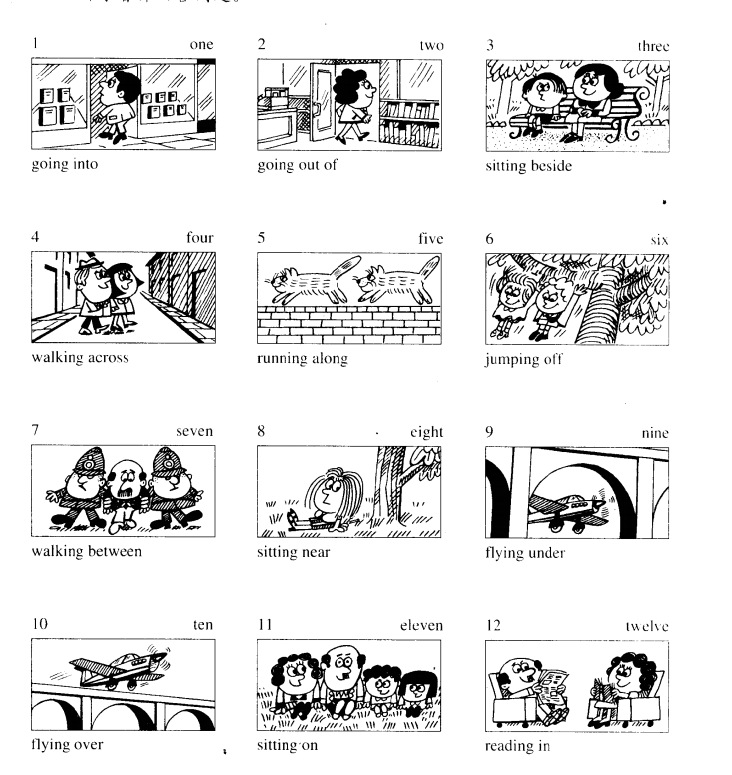 1 one
2 two
3 three
going into
going out of
sitting beside
4 four
5 five
6 six
walking across
running along
jumping off
7 seven
8 eight
9 nine
walking between
sitting near
flying under
10 ten
11 eleven
12 twelve
flying over
sitting on
reading in